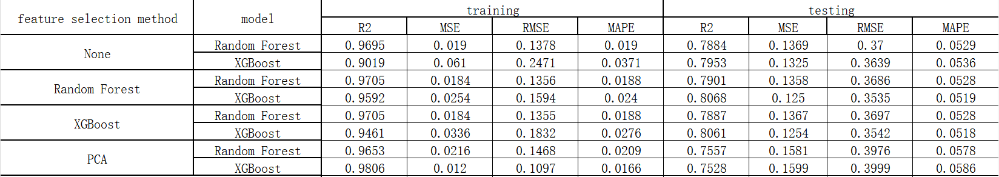 feature selection method model training testing
R2 MSE RMSE MAPE R2 MSE RMSE MAPE
None Random Forest 0.9695 0.019 0.1378 0.019 0.7884 0.1369 0.37 0.0529
XGBoost 0.9019 0.061 0.2471 0.0371 0.7953 0.1325 0.3639 0.0536
Random Forest Random Forest 0.9705 0.0184 0.1356 0.0188 0.7901 0.1358 0.3686 0.0528
XGBoost 0.9592 0.0254 0.1594 0.024 0.8068 0.125 0.3535 0.0519
XGBoost Random Forest 0.9705 0.0184 0.1355 0.0188 0.7887 0.1367 0.3697 0.0528
XGBoost 0.9461 0.0336 0.1832 0.0276 0.8061 0.1254 0.3542 0.0518
PCA Random Forest 0.9653 0.0216 0.1468 0.0209 0.7557 0.1581 0.3976 0.0578
XGBoost 0.9806 0.012 0.1097 0.0166 0.7528 0.1599 0.3999 0.0586